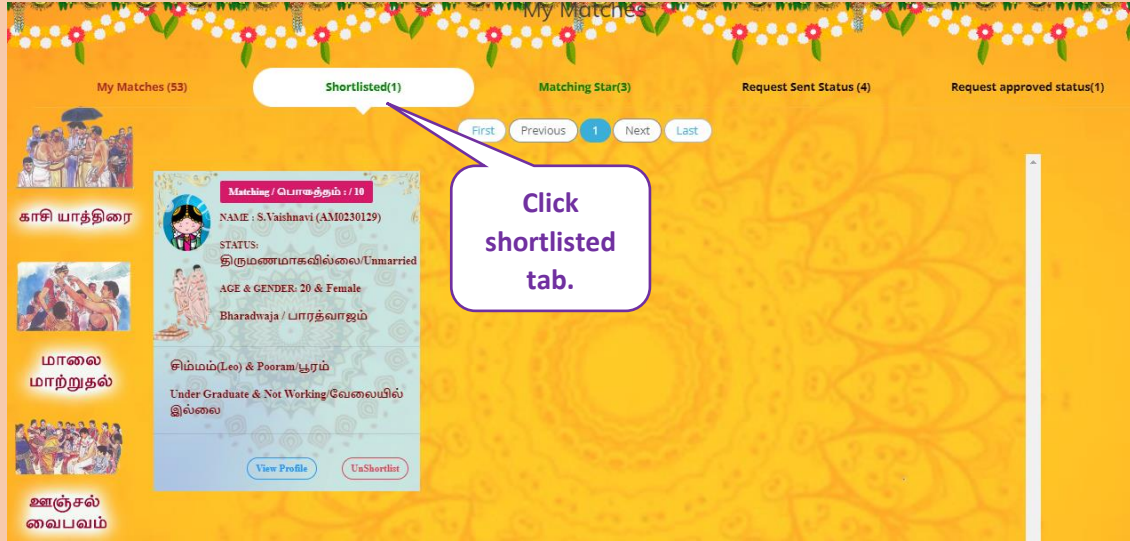 My Matches
My Matches (53)
Shortlisted(1)
Matching Star(3)
Request Sent Status (4)
Request approved status(1)
First Previous 1 Next Last
காசி யாத்திரை
மாலை
மாற்றுதல்
ஊஞ்சல்
வைபவம்
Matching / பொருத்தம் : / 10
NAME : S.Vaishnavi (AM0230129)
STATUS:
திருமணமாகவில்லை/Unmarried
AGE & GENDER: 20 & Female
Bharadwaja / பாரத்வாஜம்
சிம்மம்(Leo) & Pooram/பூரம்
Under Graduate & Not Working/வேலையில்
இல்லை
View Profile UnShortlist
Click
shortlisted
tab.